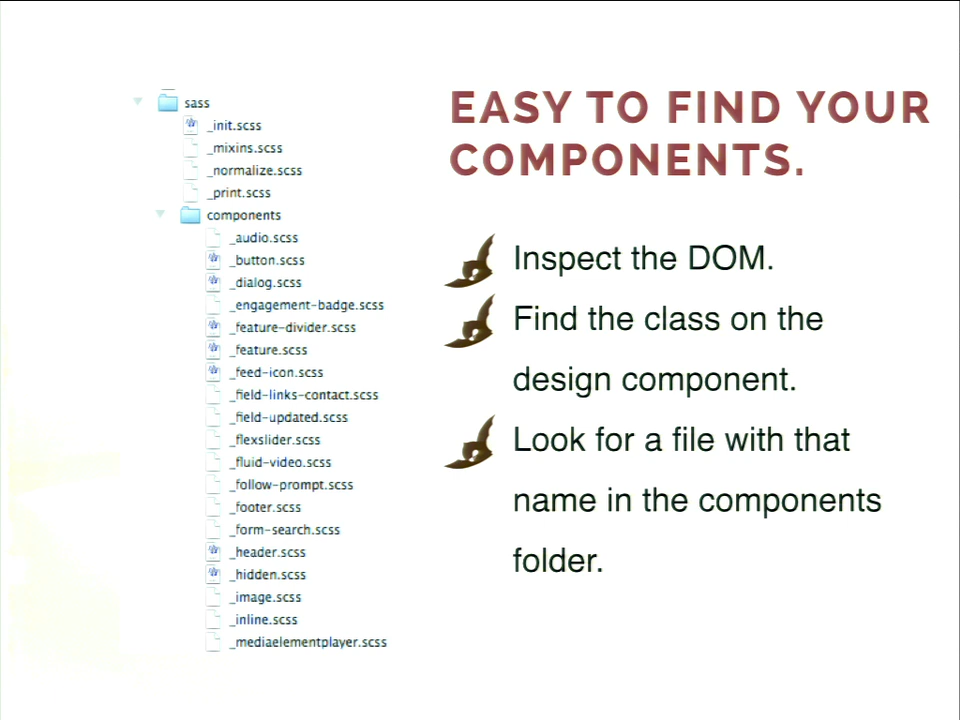 sass
_init.scss
_mixins.scss
_normalize.scss
_print.scss
components
_audio.scss
_button.scss
_dialog.scss
_engagement-badge.scss
_feature-divider.scss
_feature.scss
_feed-icon.scss
_field-links-contact.scss
_field-updated.scss
_flexslider.scss
_fluid-video.scss
_follow-prompt.scss
_footer.scss
_form-search.scss
_header.scss
_hidden.scss
_image.scss
_inline.scss
_mediaelementplayer.scss
EASY TO FIND YOUR
COMPONENTS.
Inspect the DOM.
Find the class on the
design component.
Look for a file with that
name in the components
folder.